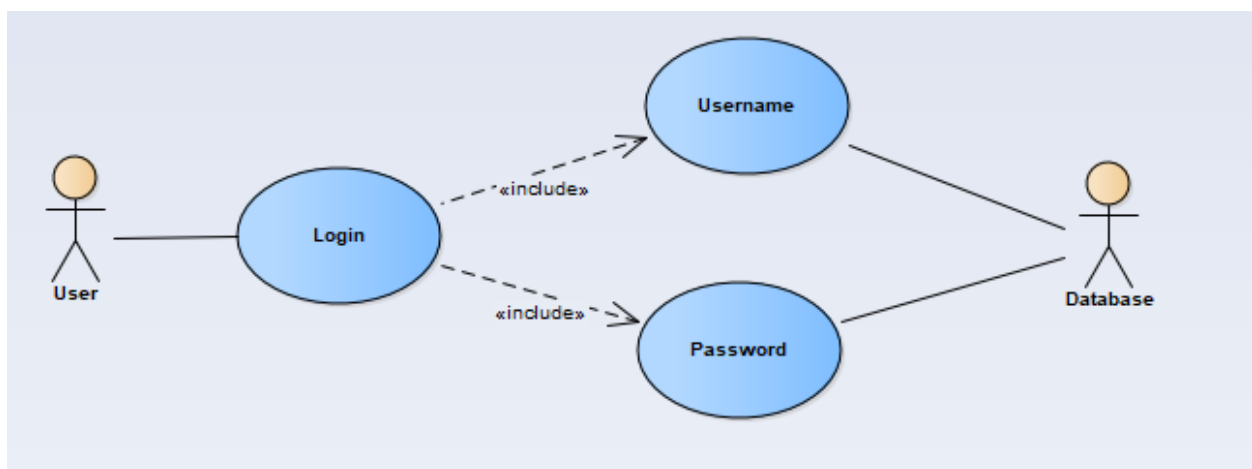 Username
«include»
Login
User
Database
«include»
Password